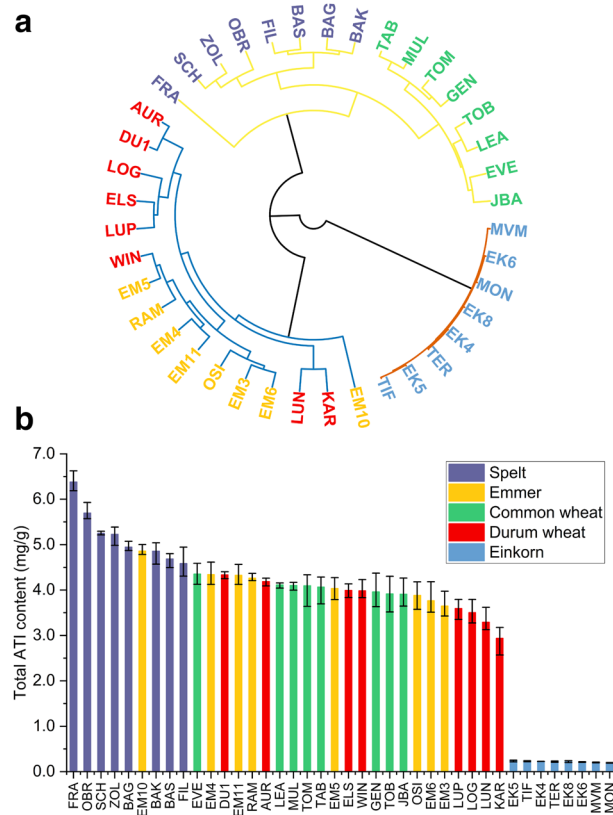 a
FRA
SCH
ZOL
OBR
FIL
BAS
BAG
BAK
TAB
MUL
TOM
GEN
TOB
LEA
EVE
JBA
MVM
EK6
MON
EK8
EK4
TER
EK5
TIF
EM10
KAR
LUN
EM6
EM3
OSI
EM11
EM4
RAM
EM5
WIN
LUP
ELS
LOG
DU1
AUR
b
Total ATI content (mg/g)
7.0
6.0
5.0
4.0
3.0
2.0
1.0
0.0
Spelt
Emmer
Common wheat
Durum wheat
Einkorn
FRA
OBR
SCH
ZOL
BAG
EM10
BAK
BAS
FIL
EVE
EM4
DU1
EM11
RAM
AUR
LEA
MUL
TOM
TAB
EM5
ELS
WIN
GEN
TOB
JBA
OSI
EM6
EM3
LUP
LOG
LUN
KAR
EK5
TIF
EK4
TER
EK8
EK6
MVM
MON